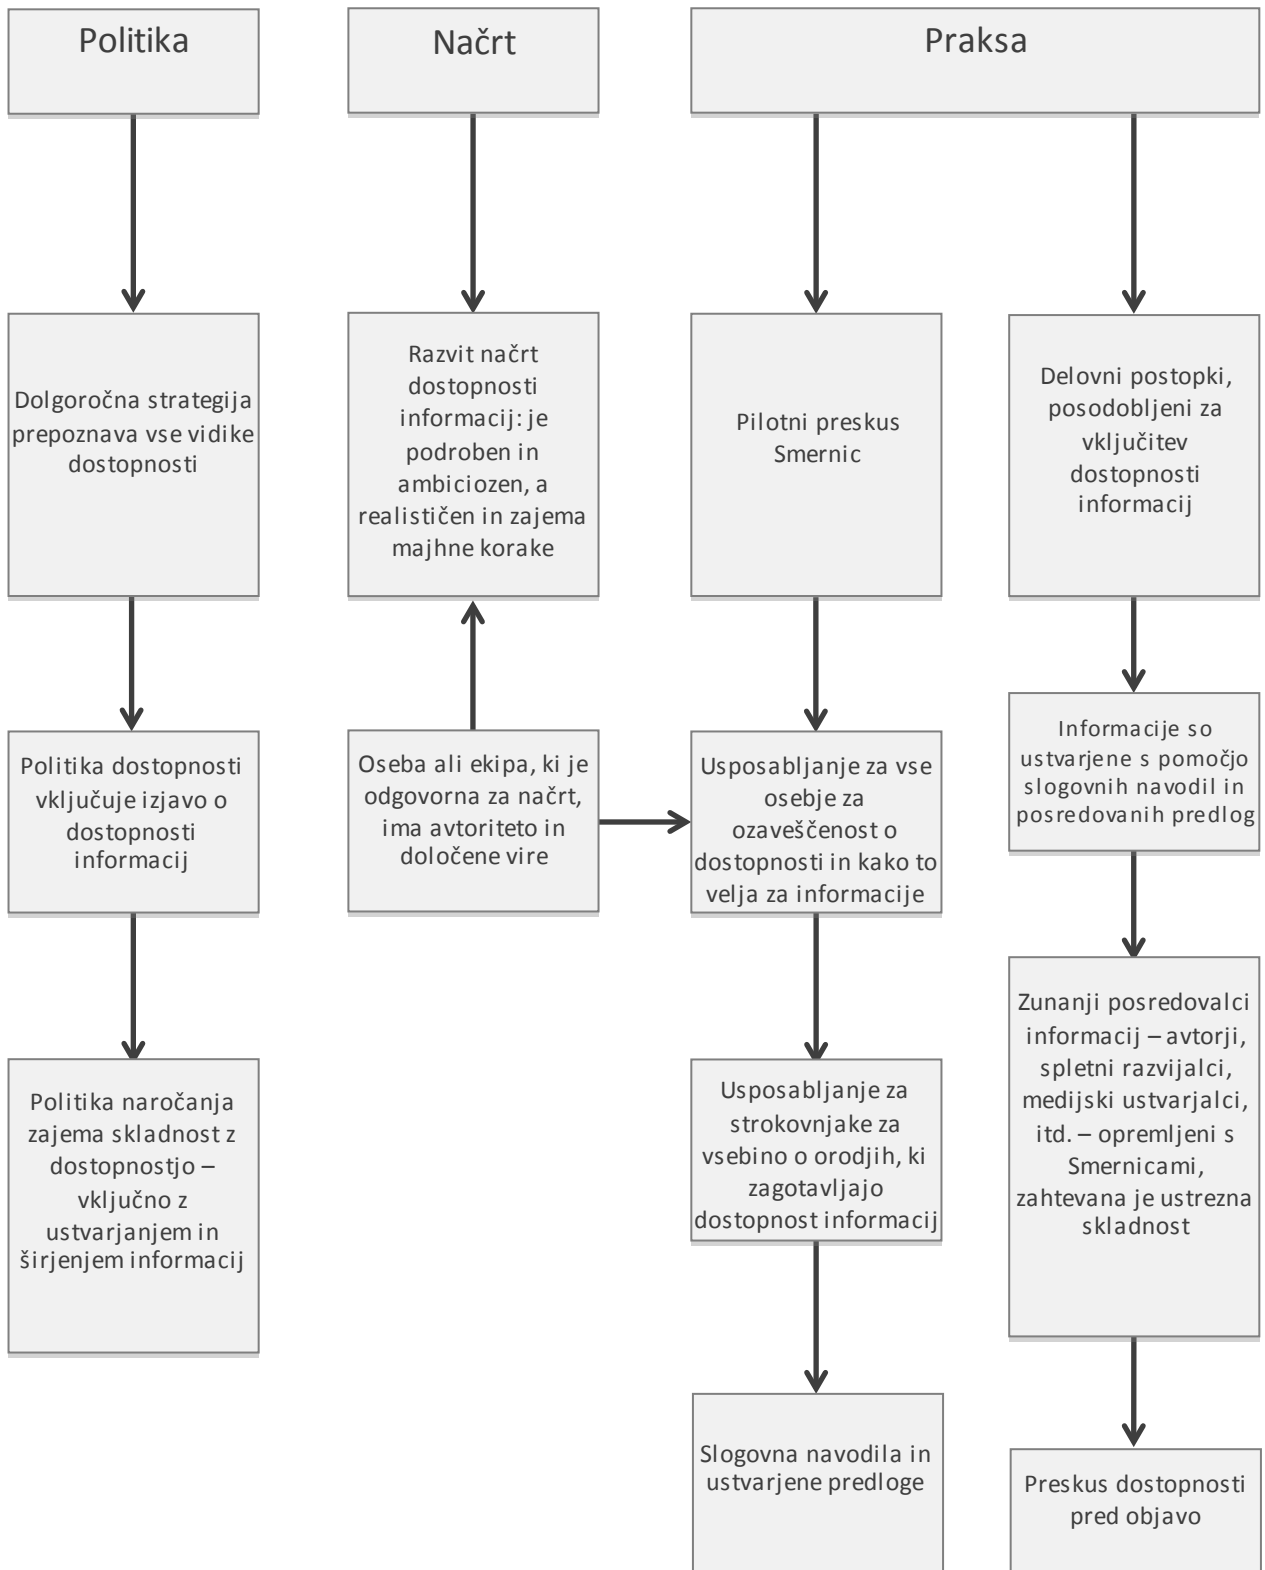 Politika
Načrt
Praksa
Dolgoročna strategija
prepoznava vse vidike
dostopnosti
Razvit načrt
dostopnosti
informacij: je
podroben in
ambiciozen, a
realističen in zajema
majhne korake
Pilotni preskus
Smernic
Delovni postopki,
posodobljeni za
vključitev
dostopnosti
informacij
Politika dostopnosti
vključuje izjavo o
dostopnosti
informacij
Oseba ali ekipa, ki je
odgovorna za načrt,
ima avtoriteto in
določene vire
Usposabljanje za vse
osebje za
ozaveščenost o
dostopnosti in kako to
velja za informacije
Informacije so
ustvarjene s pomočjo
slogovnih navodil in
posredovanih predlog
Politika naročanja
zajema skladnost z
dostopnostjo –
vključno z
ustvarjanjem in
širjenjem informacij
Usposabljanje za
strokovnjake za
vsebino o orodjih, ki
zagotavljajo
dostopnost informacij
Zunanji posredovalci
informacij – avtorji,
spletni razvijalci,
medijski ustvarjalci,
itd. – opremljeni s
Smernicami,
zahtevana je ustrezna
skladnost
Slogovna navodila in
ustvarjene predloge
Preskus dostopnosti
pred objavo